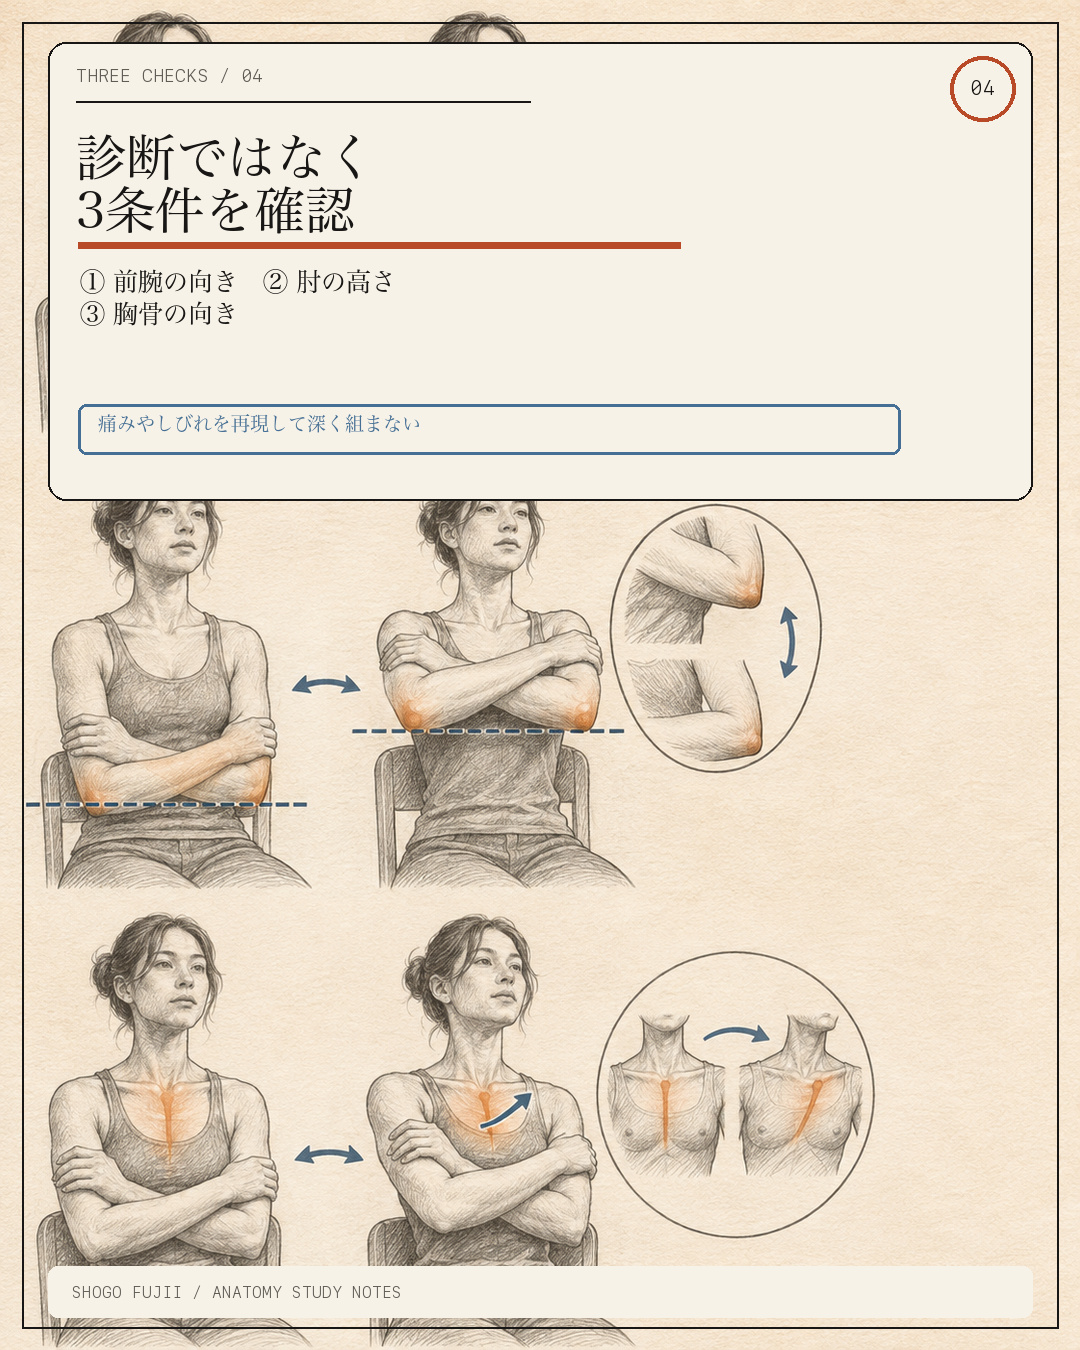 THREE CHECKS / 04
04
診断ではなく
3条件を確認
① 前腕の向き　② 肘の高さ
③ 胸骨の向き
痛みやしびれを再現して深く組まない
SHOGO FUJII / ANATOMY STUDY NOTES